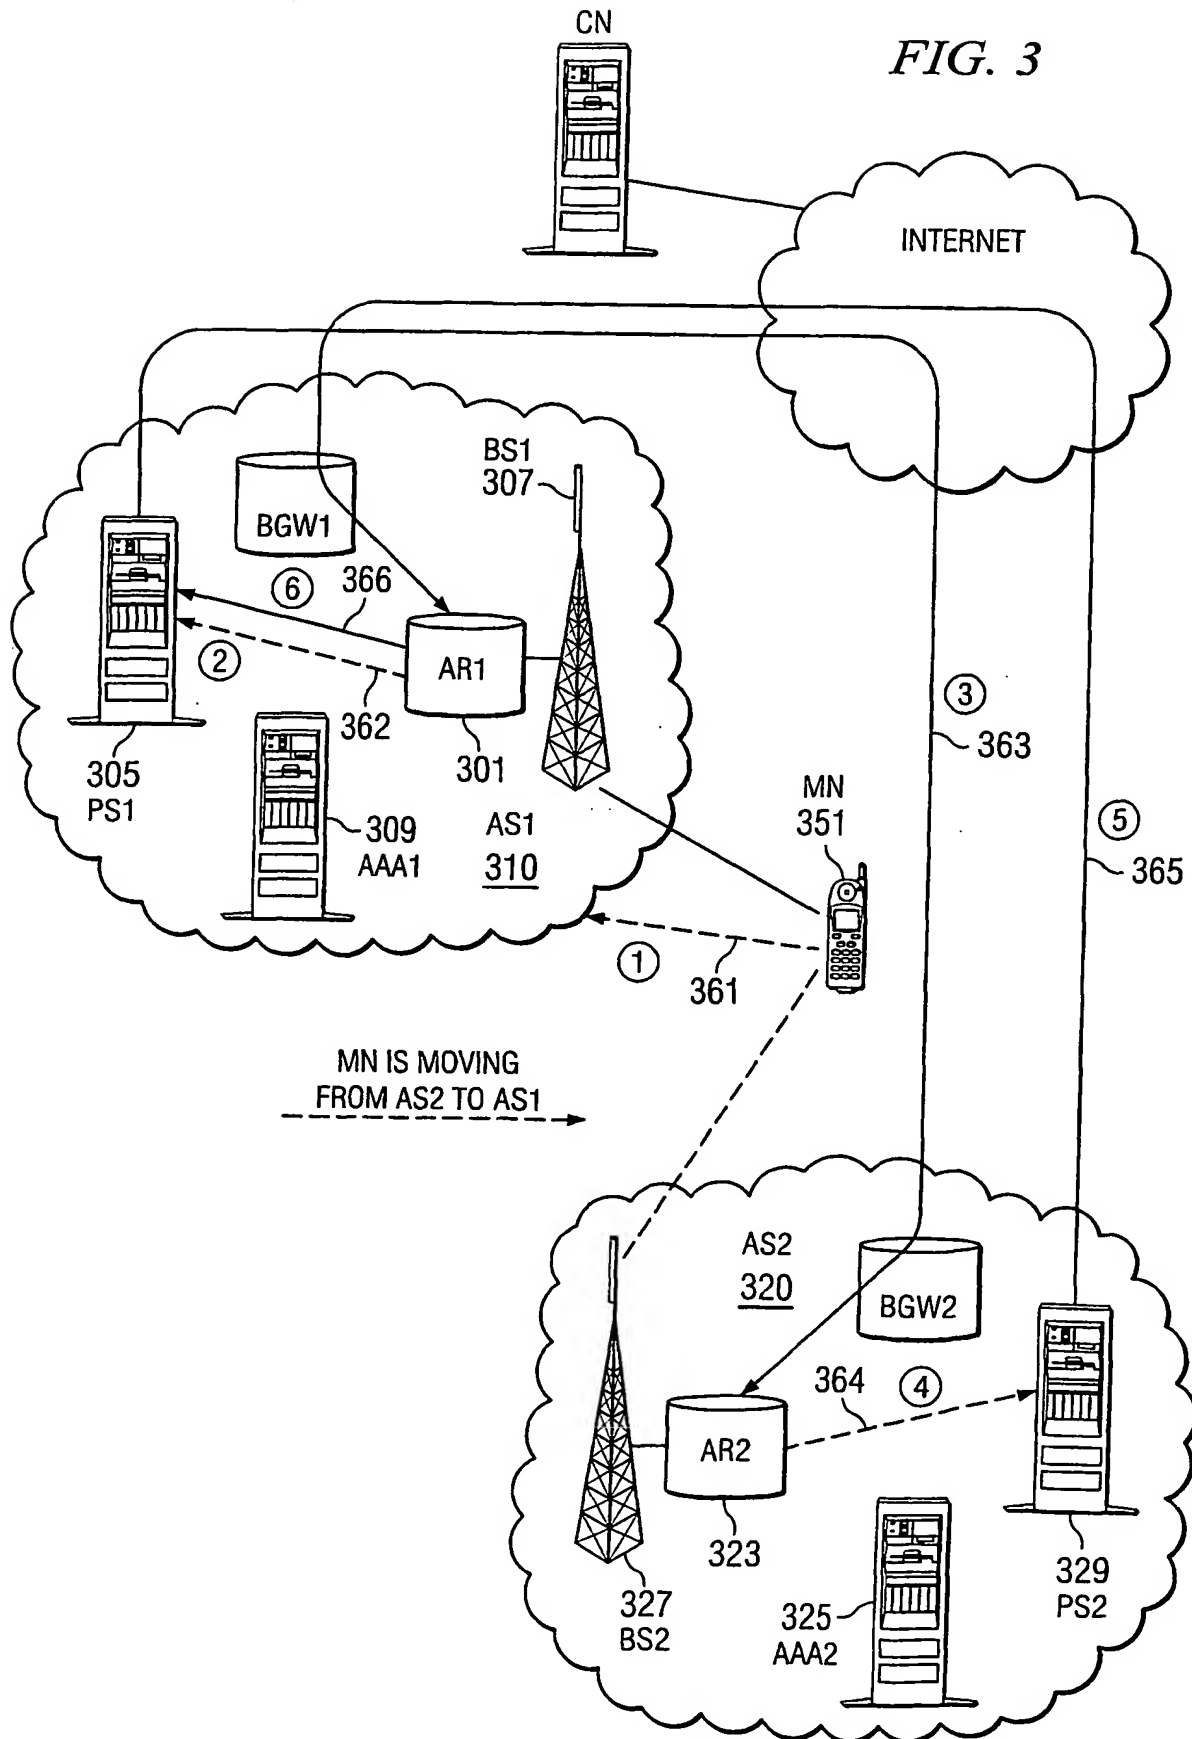 CN
FIG. 3
INTERNET
BS1
307
BGW1
6
366
2
AR1
362
301
305
PS1
309
AAA1
AS1
310
3
363
MN
351
5
365
1
361
MN IS MOVING
FROM AS2 TO AS1
AS2
320
BGW2
364
4
AR2
323
327
BS2
325
AAA2
329
PS2